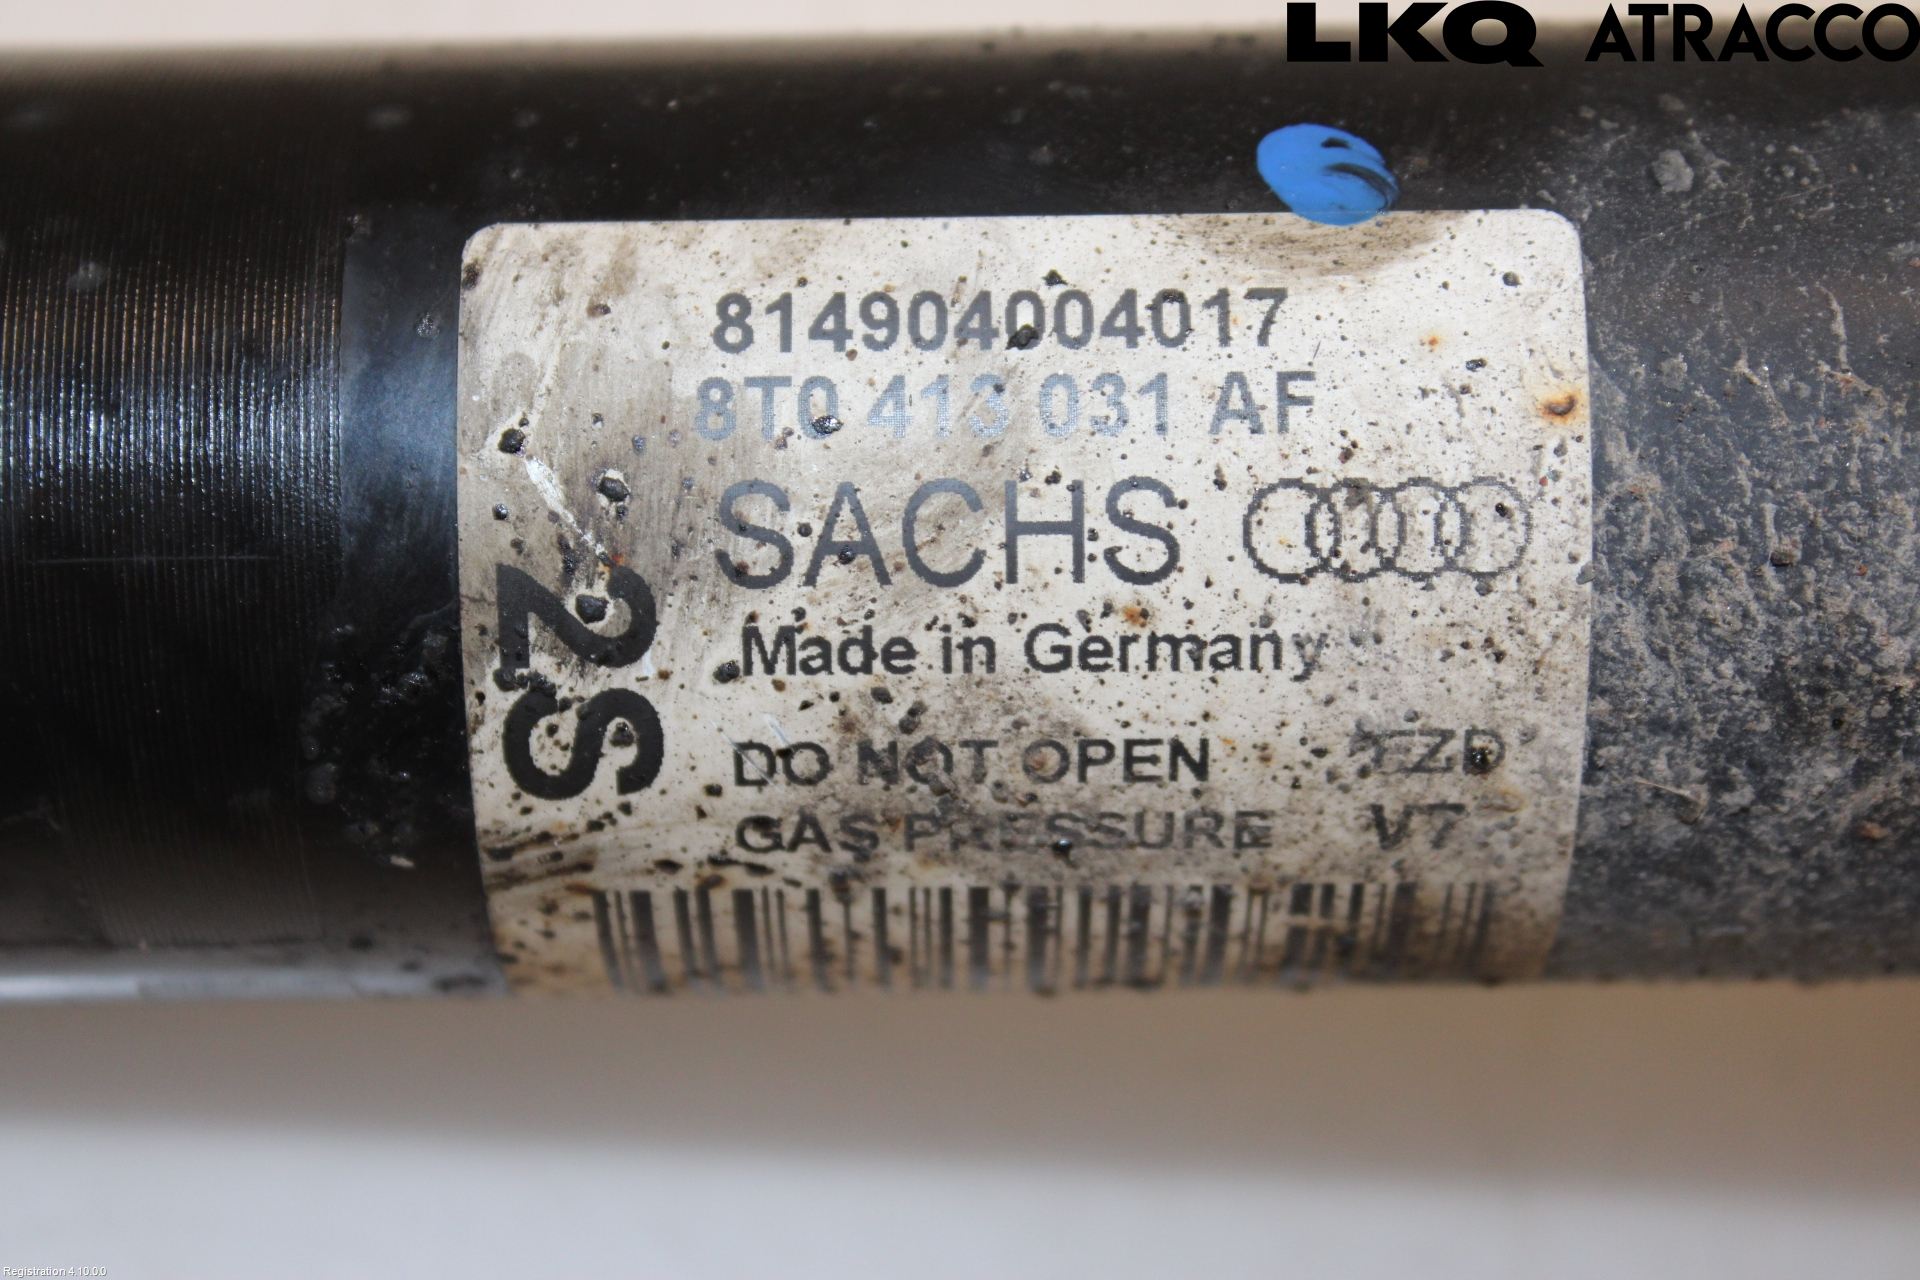 LKQ ATRACCO
814904004017
8T0 413 031 AF
SACHS
2S
Made in Germany
DO NOT OPEN
GAS PRESSURE V7
Registration 4.10.0.0